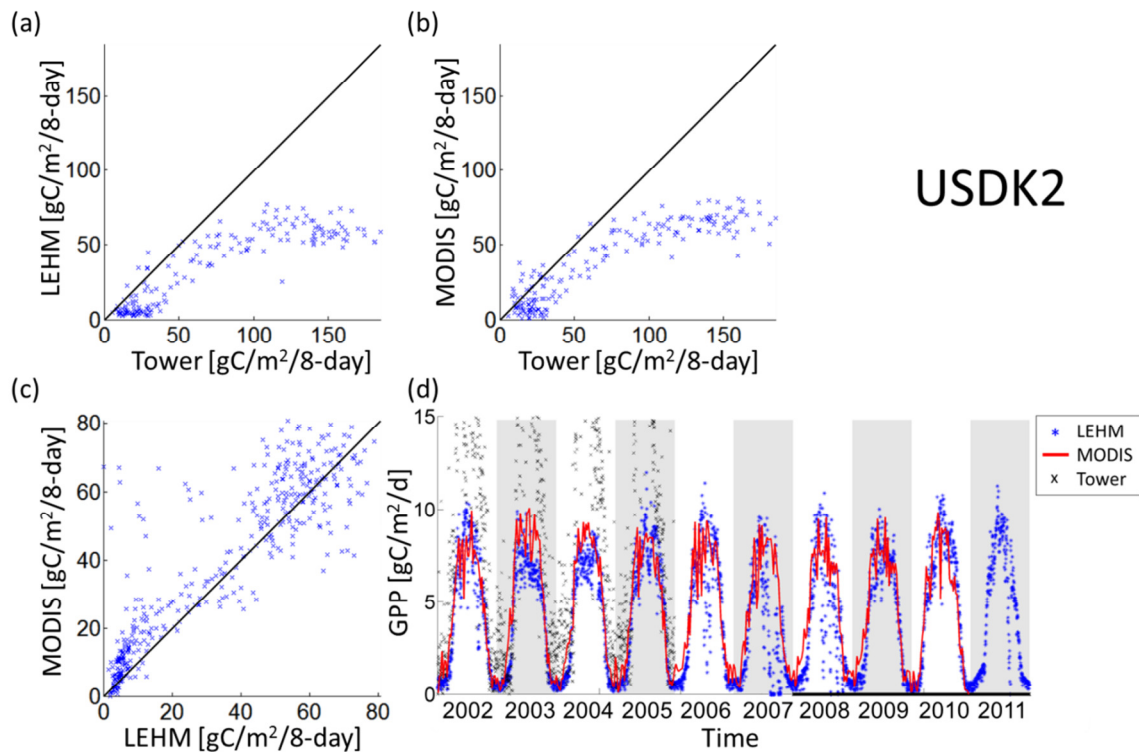 (a)
150
100
50
0
LEHM [gC/m²/8-day]
0 50 100 150
Tower [gC/m²/8-day]
(b)
150
100
50
0
MODIS [gC/m²/8-day]
0 50 100 150
Tower [gC/m²/8-day]
USDK2
(c)
80
60
40
20
0
MODIS [gC/m²/8-day]
0 20 40 60 80
LEHM [gC/m²/8-day]
(d)
15
10
5
0
GPP [gC/m²/d]
2002 2003 2004 2005 2006 2007 2008 2009 2010 2011
Time
LEHM
MODIS
Tower